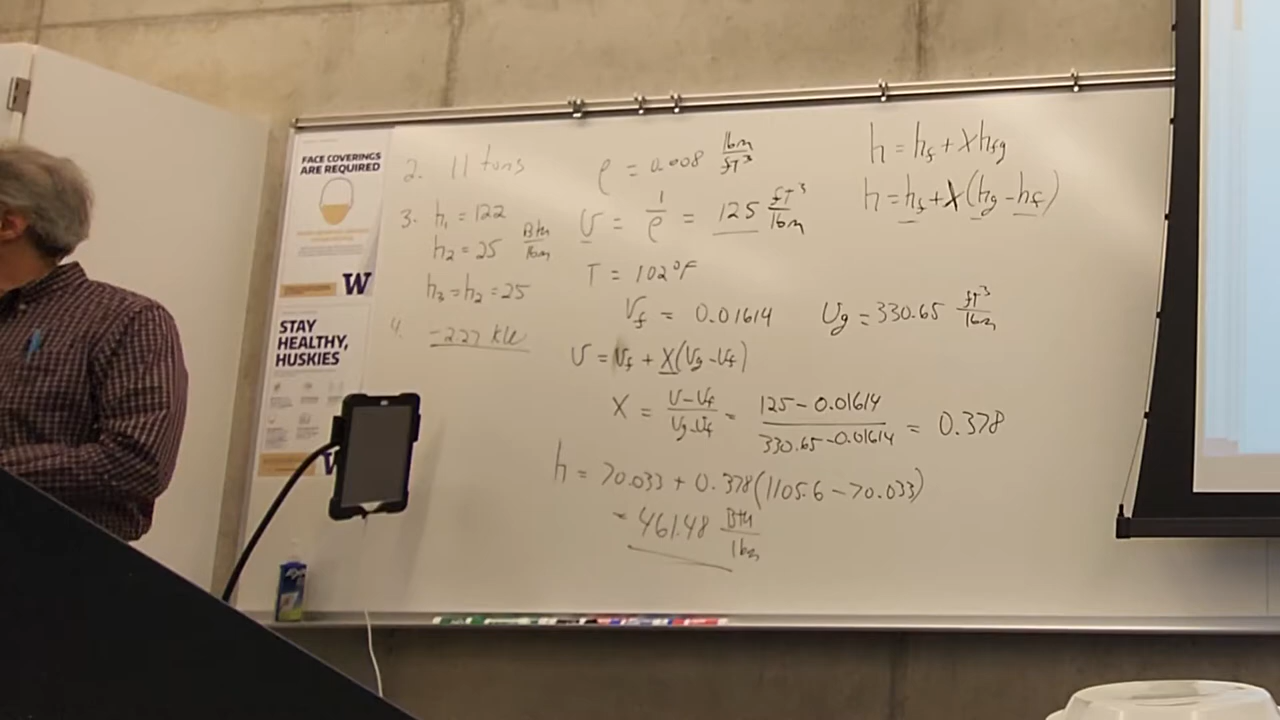 FACE COVERINGS
ARE REQUIRED
W
STAY
HEALTHY,
HUSKIES
W
2. 11 tons
3. h₁ = 122
h₂ = 25 Btu/lbm
h₃ = h₂ = 25
4. -2.27 kW
ρ = 0.008 lbm/ft³
υ = 1/ρ = 125 ft³/lbm
T = 102°F
Vf = 0.01614 Ug = 330.65 ft³/lbm
υ = Vf + X(Vg - Vf)
X = (υ - Vf)/(Vg - Vf) = (125 - 0.01614)/(330.65 - 0.01614) = 0.378
h = 70.033 + 0.378(1105.6 - 70.033)
= 461.48 Btu/lbm
h = hf + X hfg
h = hf + X(hg - hf)